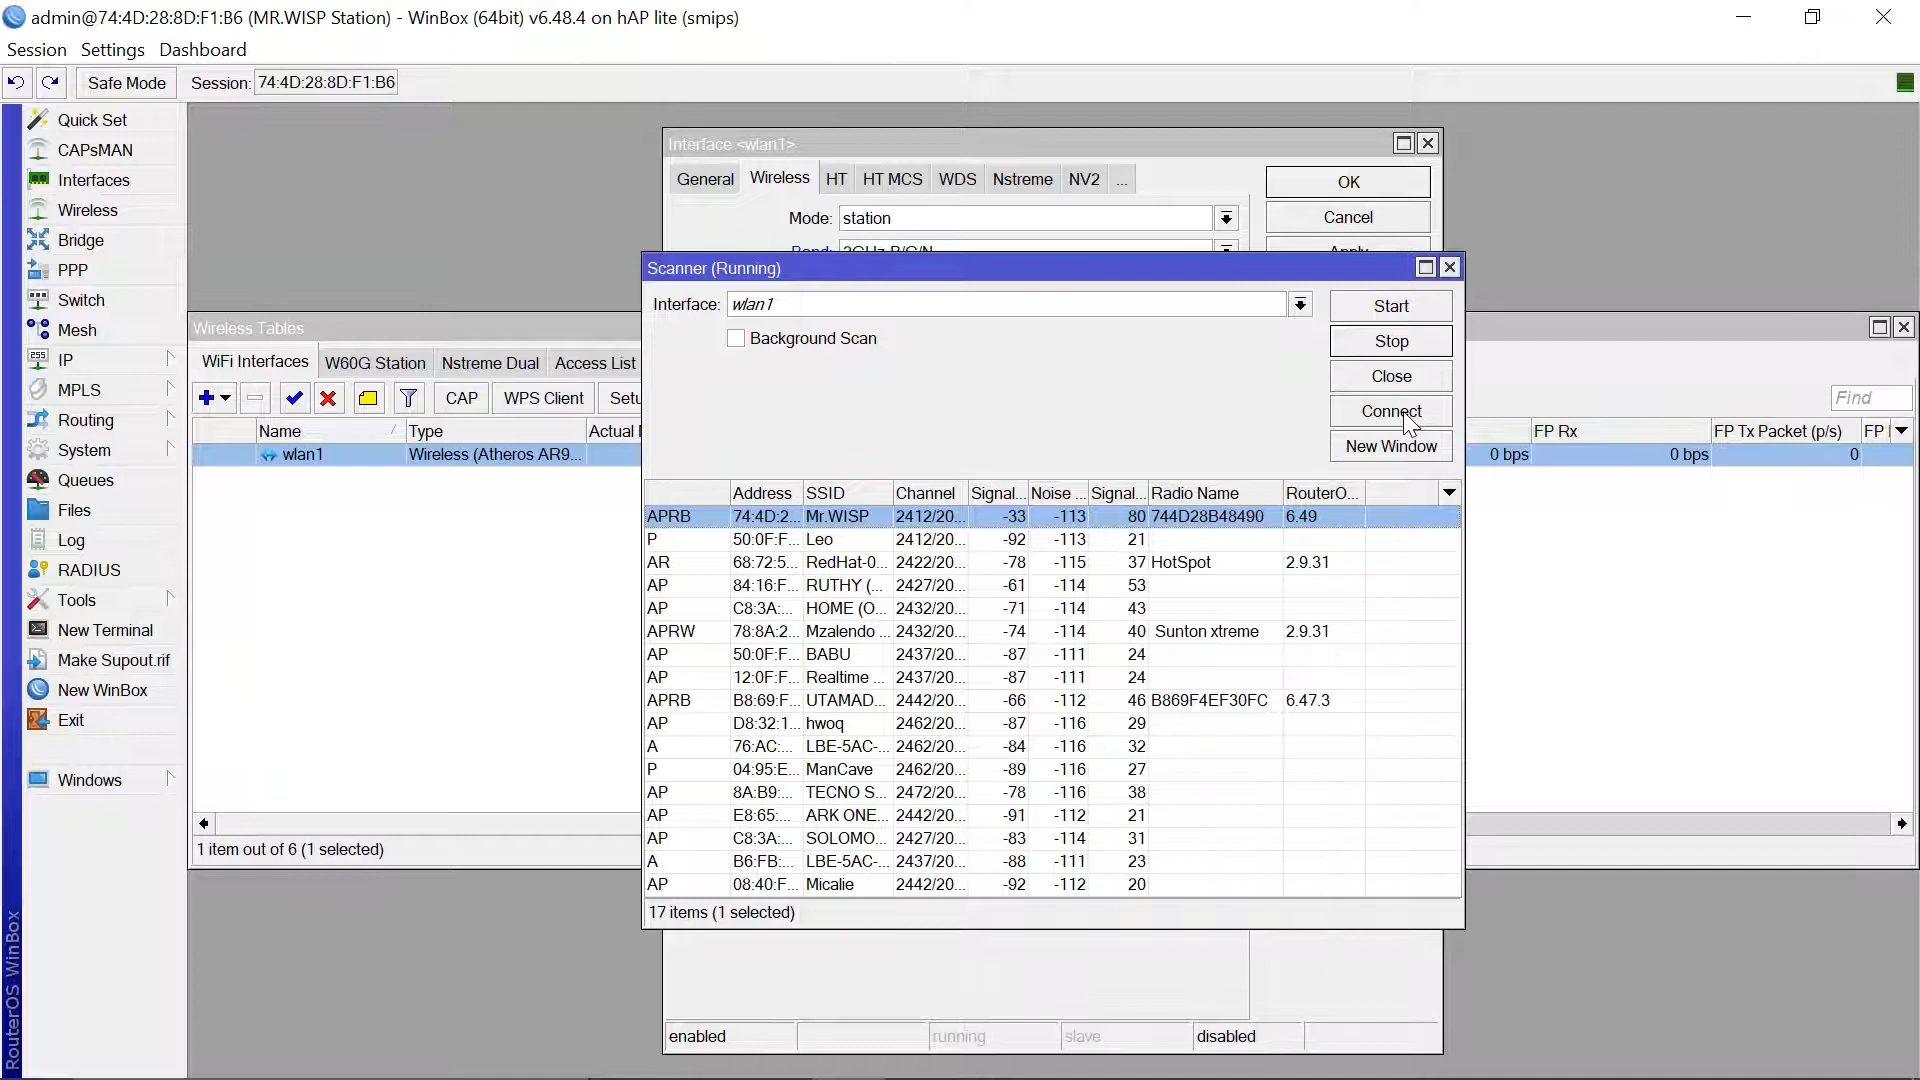 admin@74:4D:28:8D:F1:B6 (MR.WISP Station) - WinBox (64bit) v6.48.4 on hAP lite (smips)
Session Settings Dashboard
Safe Mode Session: 74:4D:28:8D:F1:B6
Quick Set
CAPsMAN
Interfaces
Wireless
Bridge
PPP
Switch
Mesh
IP
MPLS
Routing
System
Queues
Files
Log
RADIUS
Tools
New Terminal
Make Supout.rif
New WinBox
Exit
Windows
RouterOS WinBox
Interface <wlan1>
General Wireless HT HT MCS WDS Nstreme NV2 ...
Mode: station
OK
Cancel
Band: 2GHz-B/G/N
Apply
Wireless Tables
WiFi Interfaces W60G Station Nstreme Dual Access List
CAP WPS Client Setu
Find
Name Type Actual FP Rx FP Tx Packet (p/s) FP
wlan1 Wireless (Atheros AR9... 0 bps 0 bps 0
1 item out of 6 (1 selected)
Scanner (Running)
Interface: wlan1
Background Scan
Start
Stop
Close
Connect
New Window
Address SSID Channel Signal... Noise ... Signal... Radio Name RouterO...
APRB 74:4D:2... Mr.WISP 2412/20... -33 -113 80 744D28B48490 6.49
P 50:0F:F... Leo 2412/20... -92 -113 21
AR 68:72:5... RedHat-0... 2422/20... -78 -115 37 HotSpot 2.9.31
AP 84:16:F... RUTHY (... 2427/20... -61 -114 53
AP C8:3A:... HOME (O... 2432/20... -71 -114 43
APRW 78:8A:2... Mzalendo ... 2432/20... -74 -114 40 Sunton xtreme 2.9.31
AP 50:0F:F... BABU 2437/20... -87 -111 24
AP 12:0F:F... Realtime ... 2437/20... -87 -111 24
APRB B8:69:F... UTAMAD... 2442/20... -66 -112 46 B869F4EF30FC 6.47.3
AP D8:32:1... hwoq 2462/20... -87 -116 29
A 76:AC:... LBE-5AC-... 2462/20... -84 -116 32
P 04:95:E... ManCave 2462/20... -89 -116 27
AP 8A:B9:... TECNO S... 2472/20... -78 -116 38
AP E8:65:... ARK ONE... 2442/20... -91 -112 21
AP C8:3A:... SOLOMO... 2427/20... -83 -114 31
A B6:FB:... LBE-5AC-... 2437/20... -88 -111 23
AP 08:40:F... Micalie 2442/20... -92 -112 20
17 items (1 selected)
enabled running slave disabled